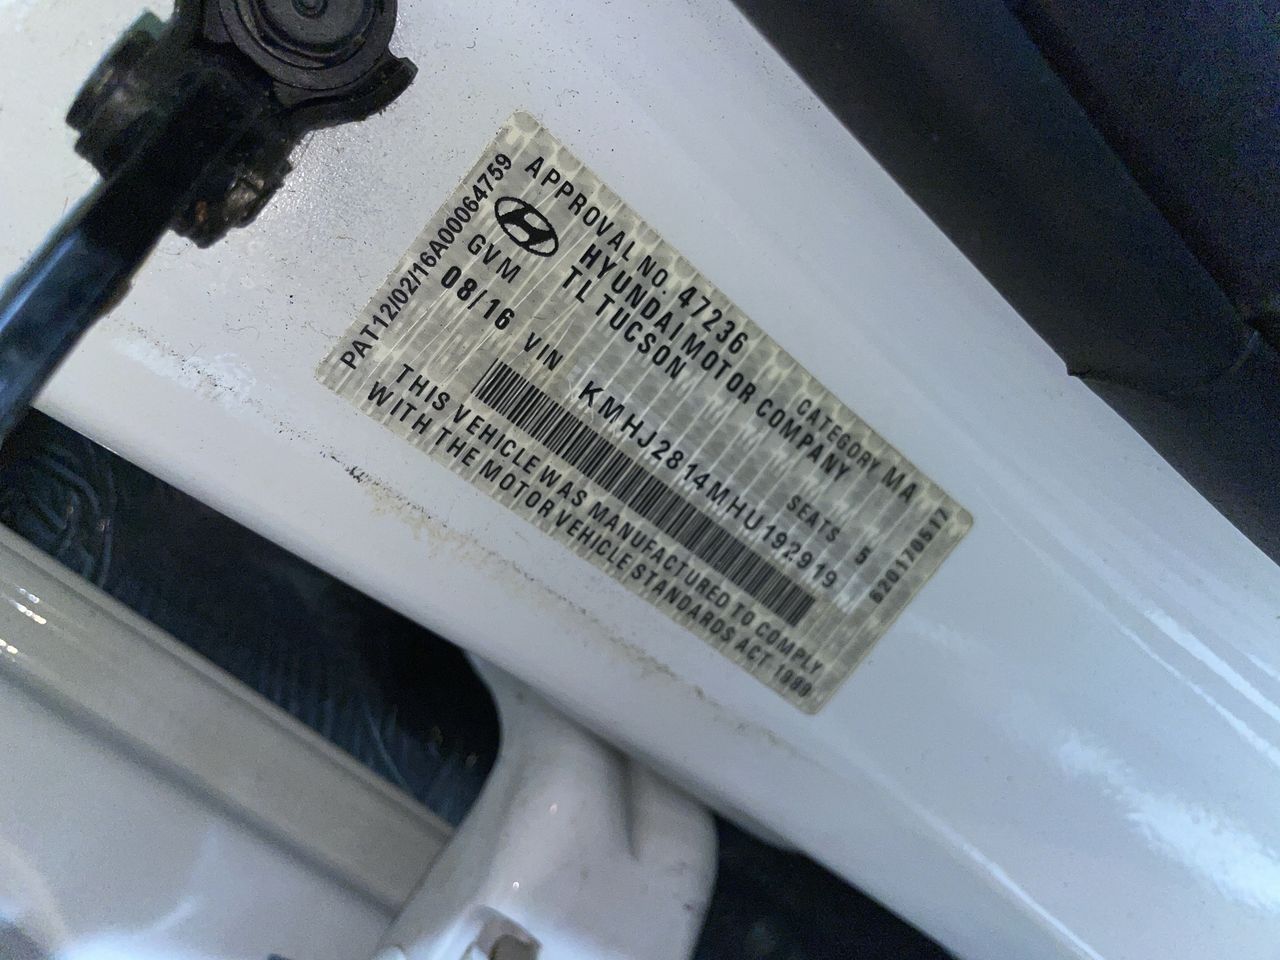 APPROVAL NO. 47236 CATEGORY MA
HYUNDAI MOTOR COMPANY
TL TUCSON
GVM SEATS 5
08/16 VIN KMHJ2814MHU192919
THIS VEHICLE WAS MANUFACTURED TO COMPLY
WITH THE MOTOR VEHICLE STANDARDS ACT 1989.
PAT12/02/16A00064759
620170517